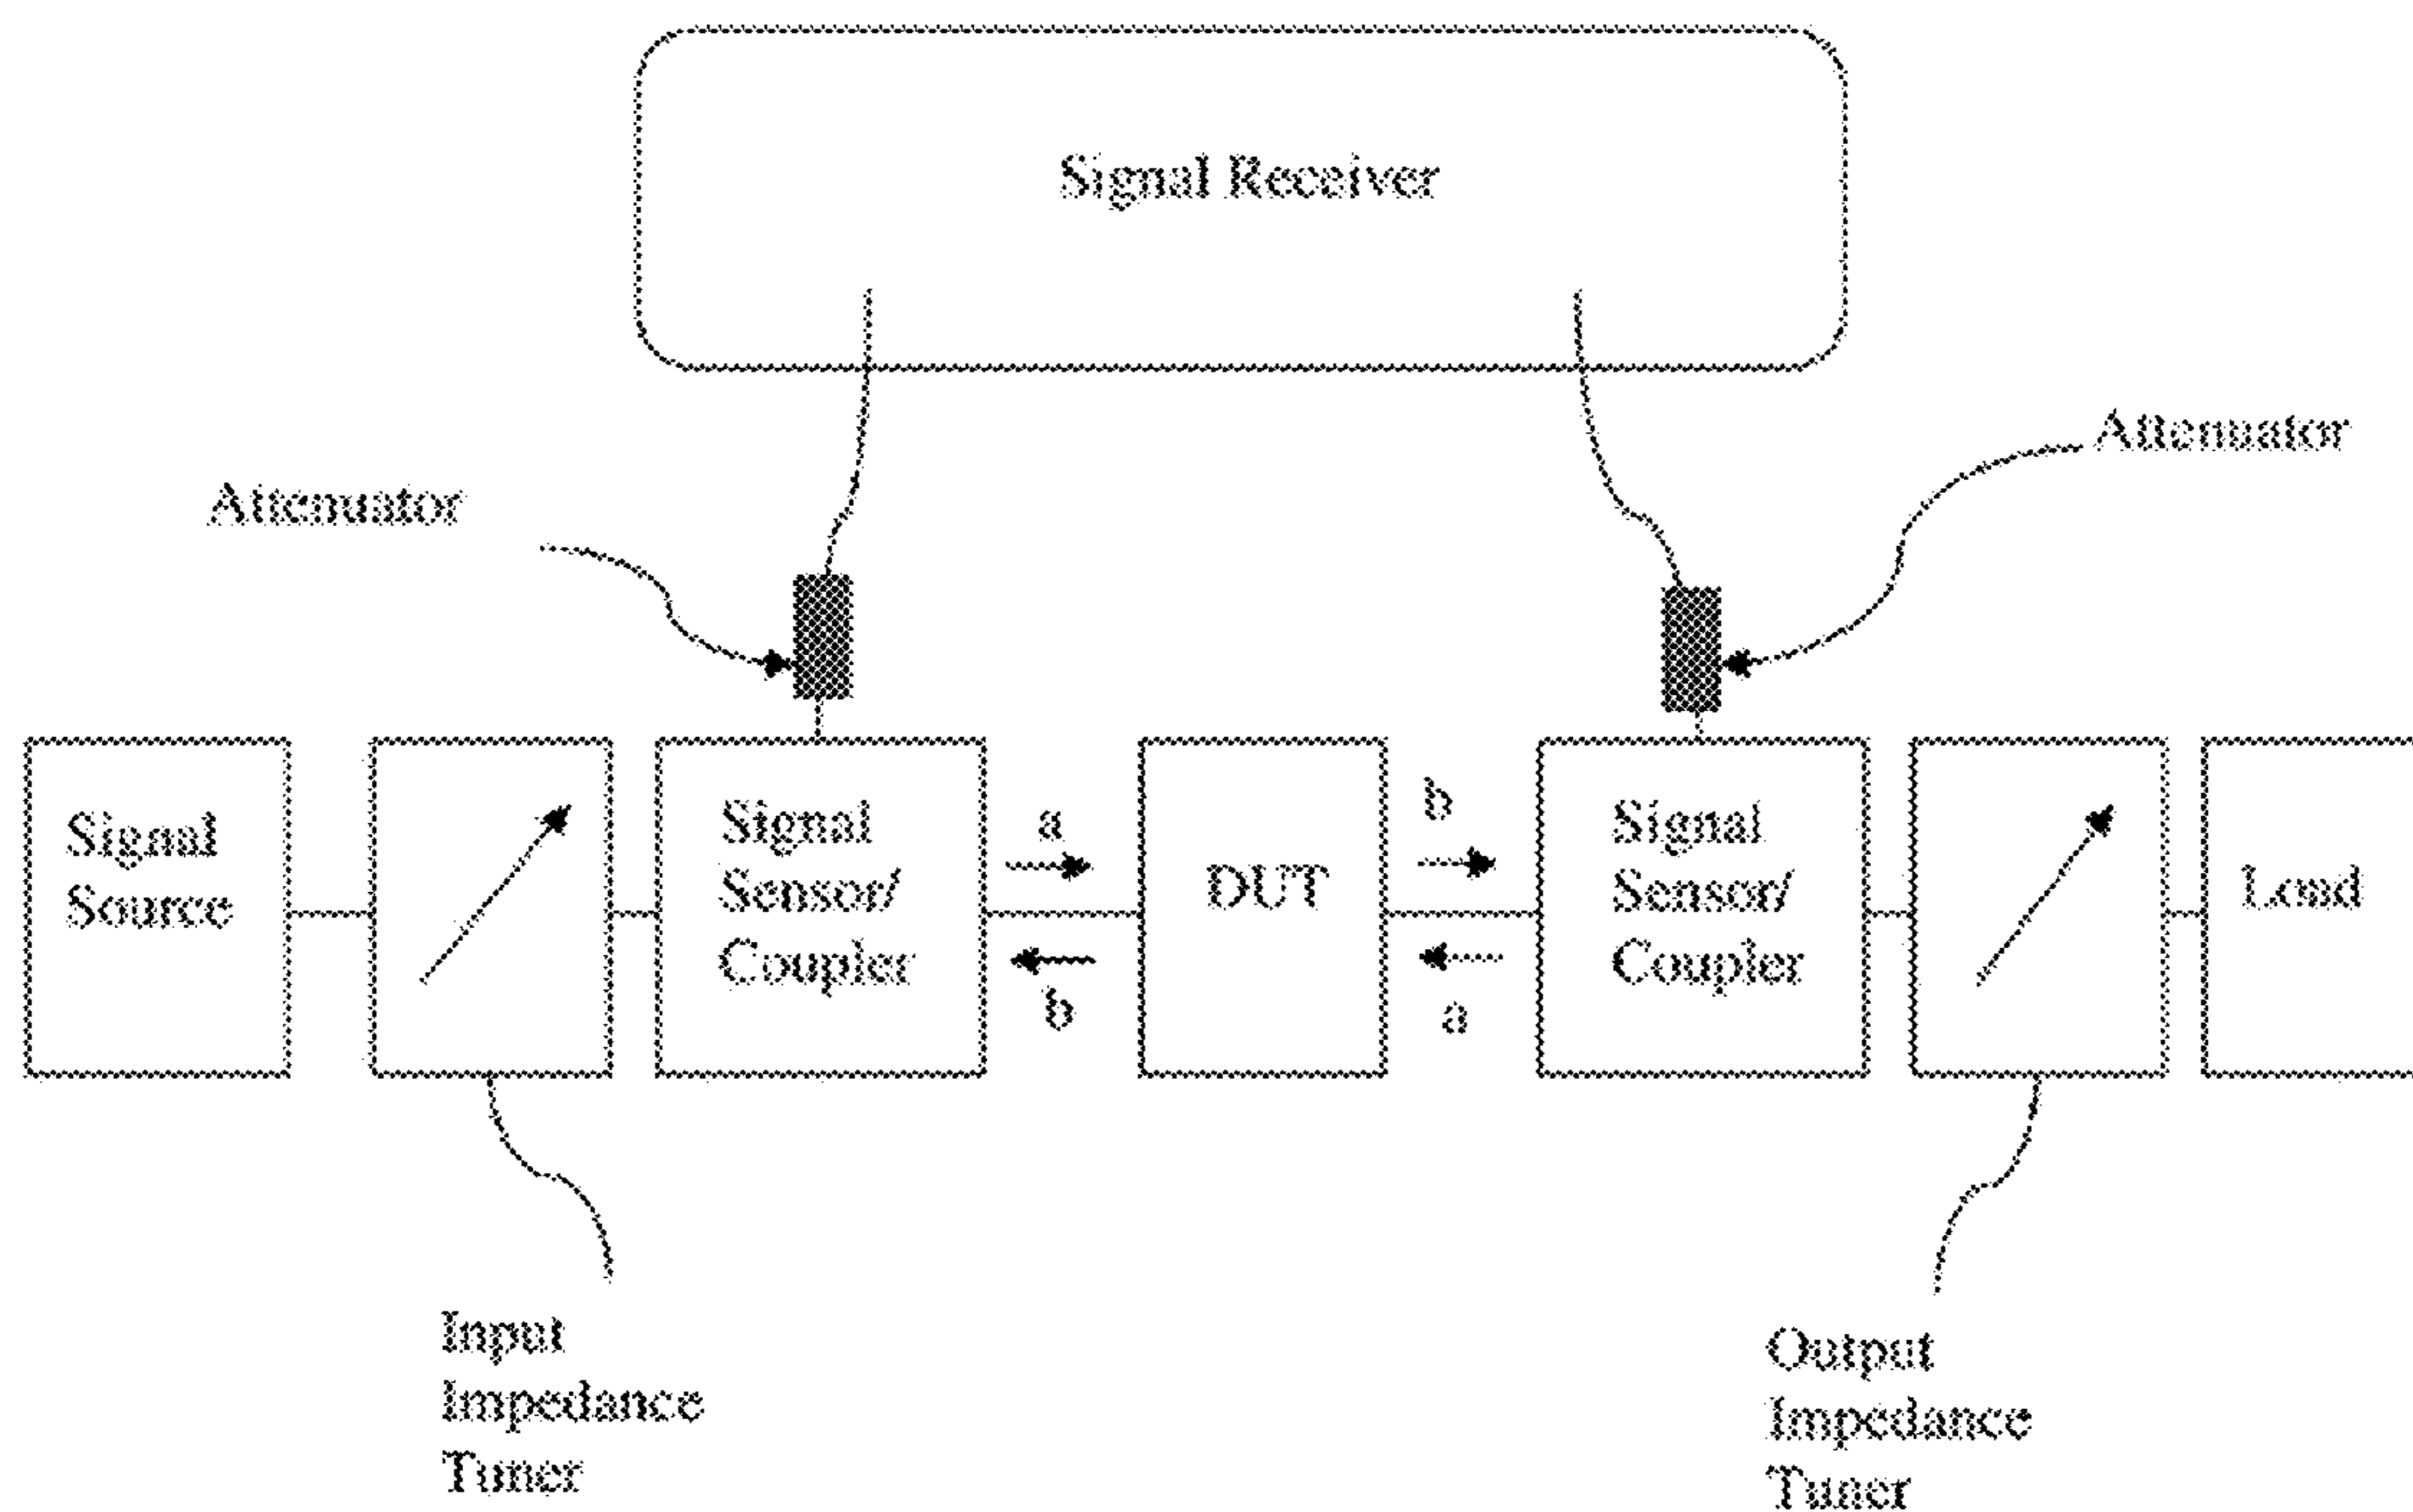 Signal Receiver
Attenuator
Attenuator
Signal
Source
Signal
Sensor/
Coupler
a
b
DUT
b
a
Signal
Sensor/
Coupler
Load
Input
Impedance
Tuner
Output
Impedance
Tuner